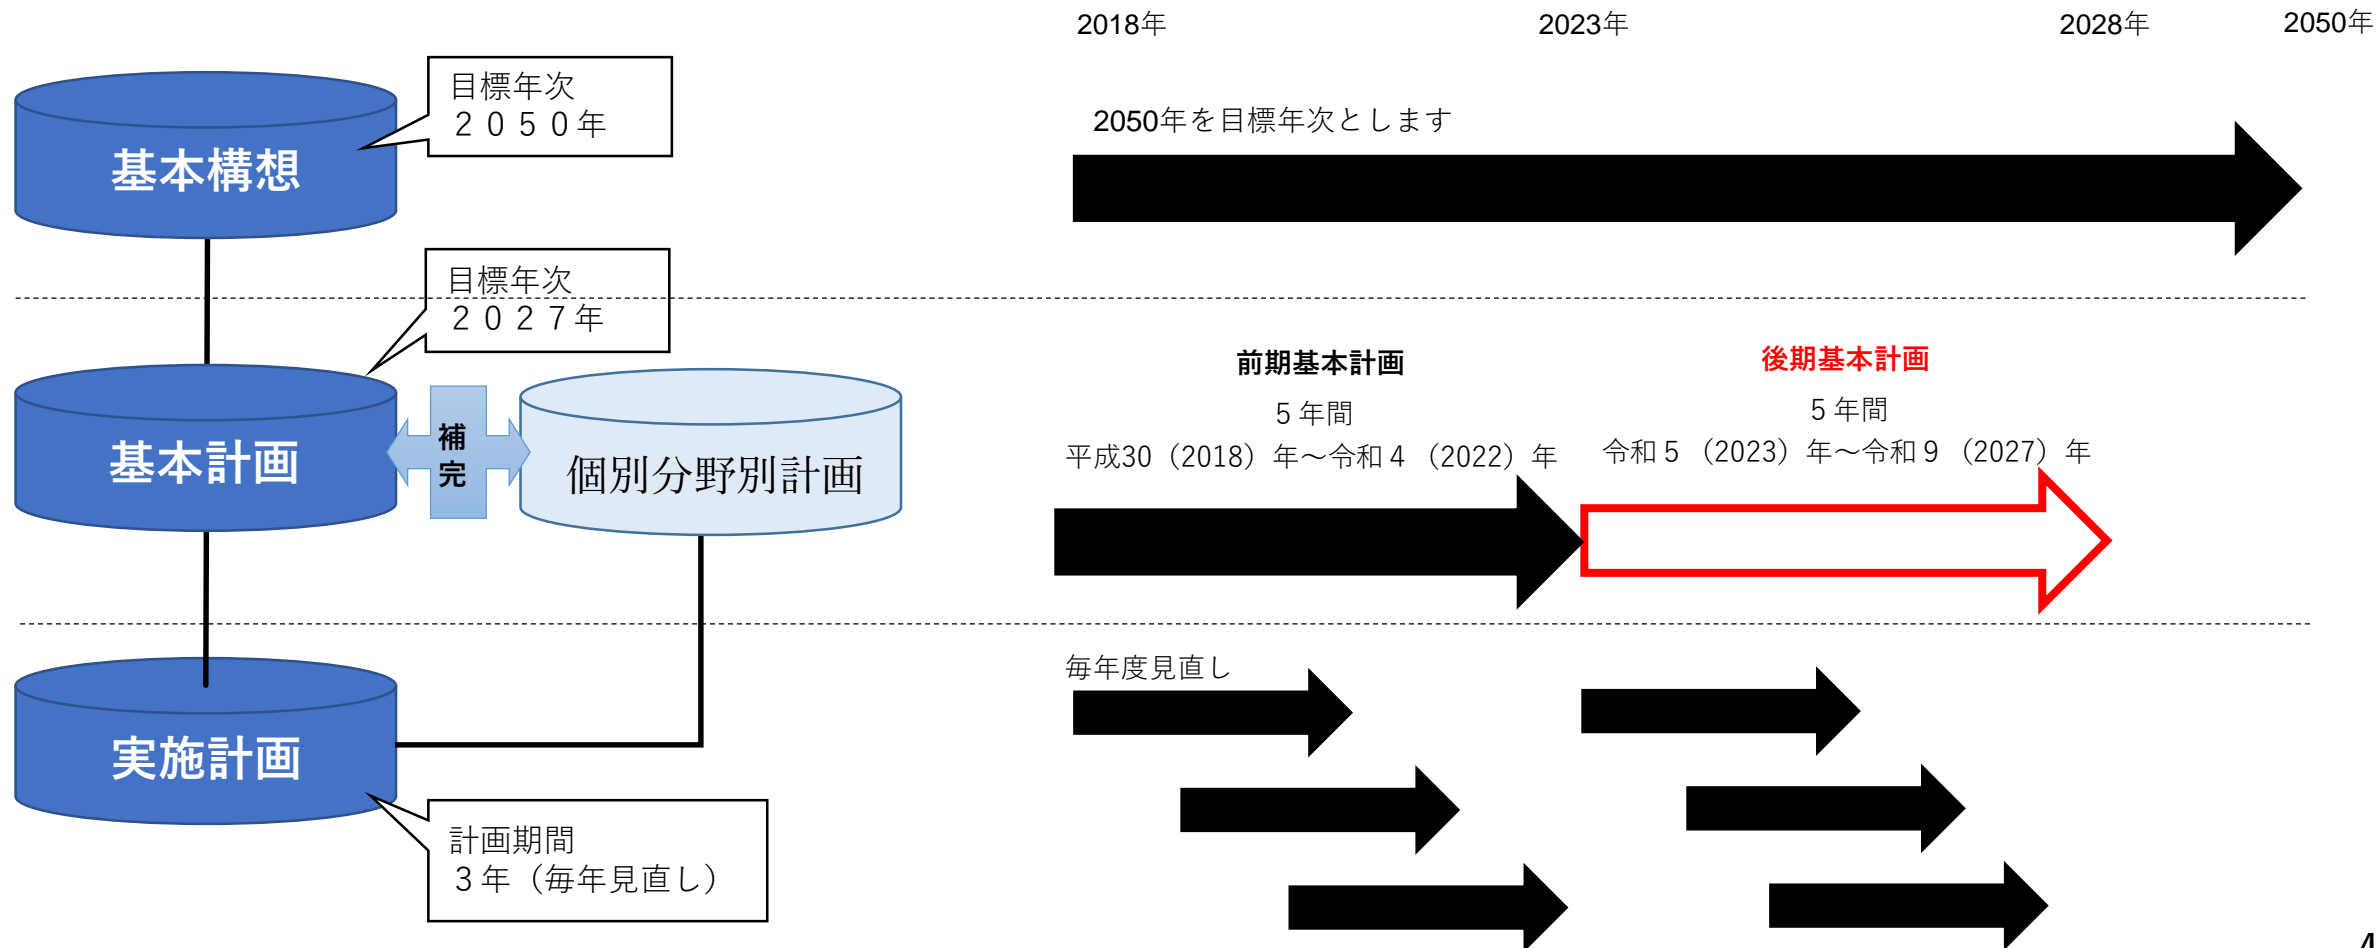 2018年
2023年
2028年
2050年
目標年次
２０５０年
基本構想
2050年を目標年次とします
目標年次
２０２７年
基本計画
補
完
個別分野別計画
前期基本計画
５年間
平成30（2018）年～令和４（2022）年
後期基本計画
５年間
令和５（2023）年～令和９（2027）年
実施計画
計画期間
３年（毎年見直し）
毎年度見直し
4